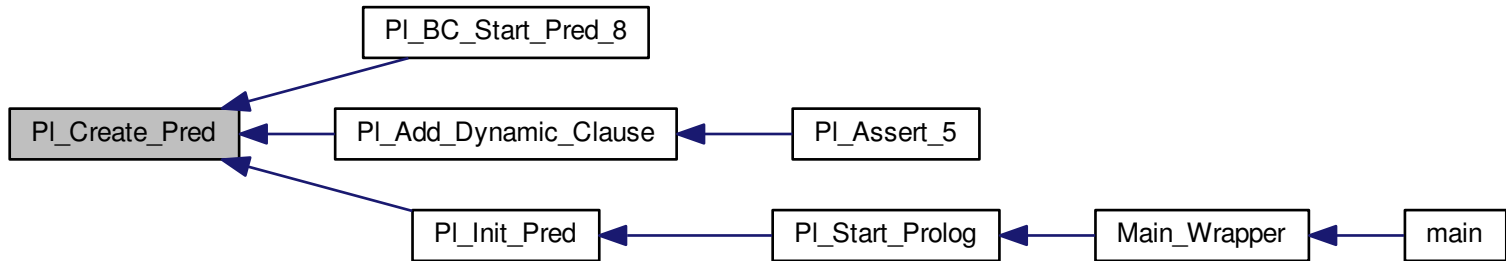 Pl_BC_Start_Pred_8
Pl_Create_Pred
Pl_Add_Dynamic_Clause
Pl_Assert_5
Pl_Init_Pred
Pl_Start_Prolog
Main_Wrapper
main